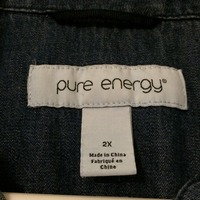 pure energy®
2X
Made in China
Fabriqué en
Chine